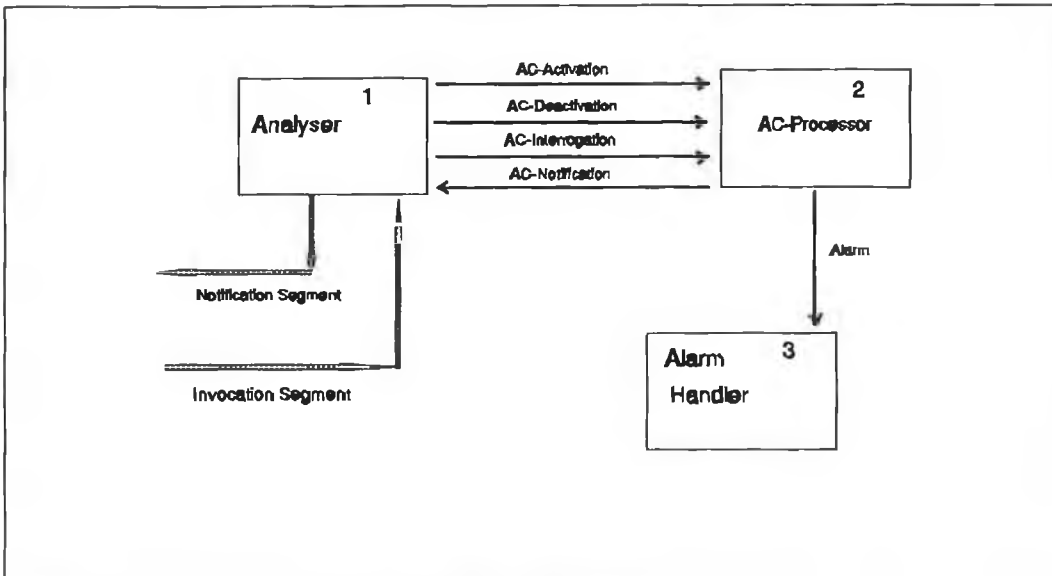 1
Analyser
AC-Activation
AC-Deactivation
AC-Interrogation
AC-Notification
2
AC-Processor
Alarm
Notification Segment
Invocation Segment
3
Alarm
Handler